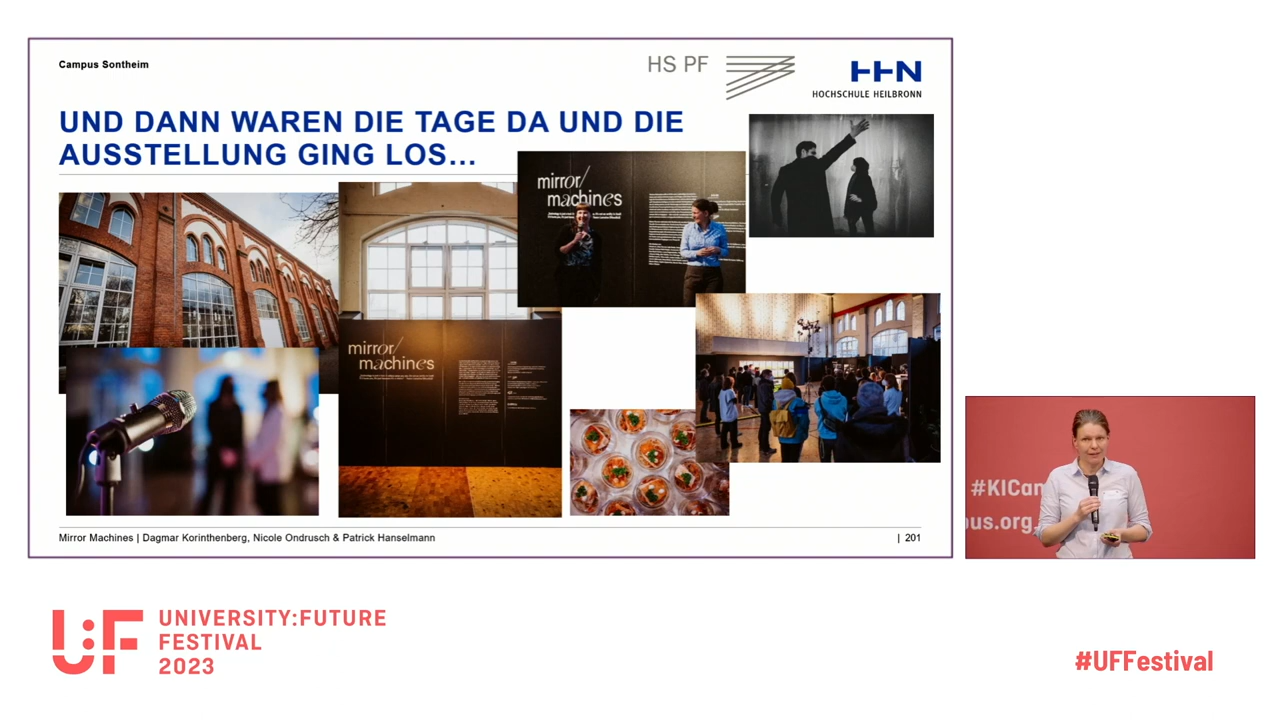 Campus Sontheim
HS PF
HHN
HOCHSCHULE HEILBRONN
UND DANN WAREN DIE TAGE DA UND DIE
AUSSTELLUNG GING LOS...
mirror/
machines
mirror/
machines
#KICam
pus.org
Mirror Machines | Dagmar Korinthenberg, Nicole Ondrusch & Patrick Hanselmann
| 201
U:F
UNIVERSITY:FUTURE
FESTIVAL
2023
#UFFestival